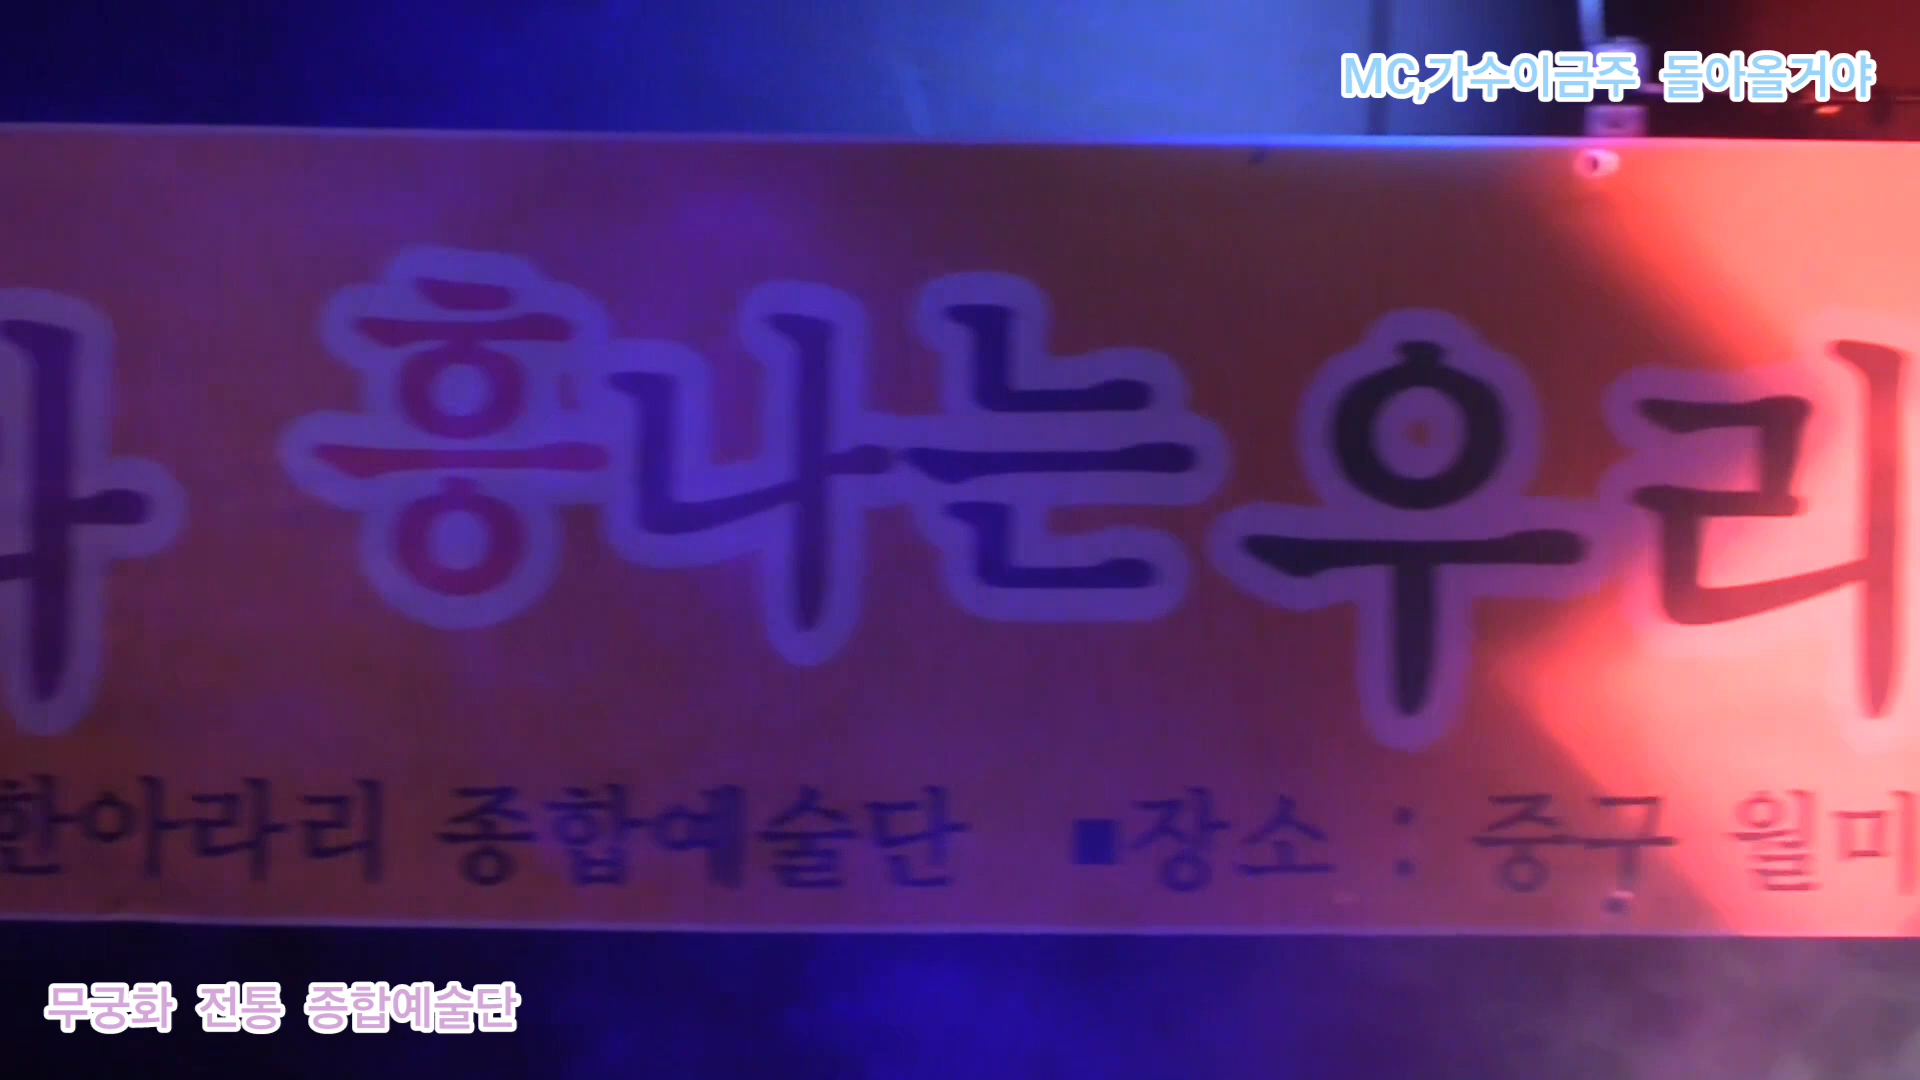 MC,가수이금주 돌아올거야
흥나는우리
한아라리 종합예술단 ■장소 : 중구 월미
무궁화 전통 종합예술단